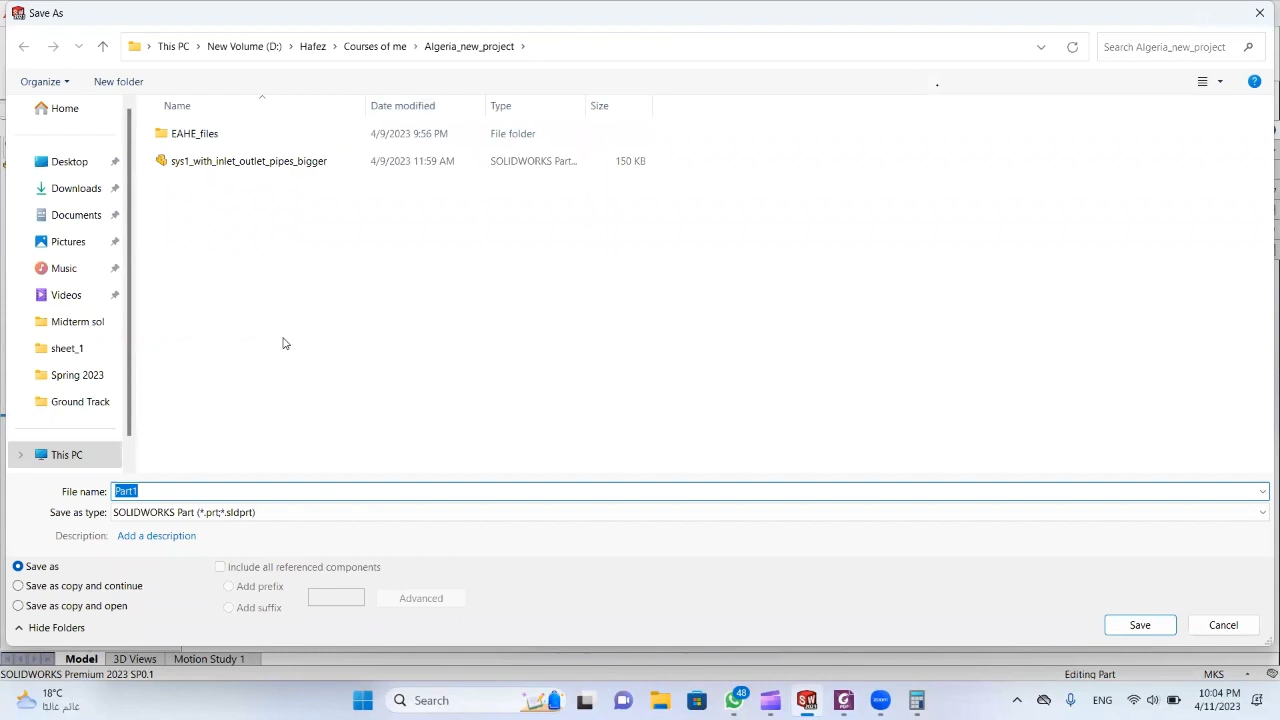 Save As
This PC > New Volume (D:) > Hafez > Courses of me > Algeria_new_project >
Search Algeria_new_project
Organize
New folder
Name
Date modified
Type
Size
EAHE_files
4/9/2023 9:56 PM
File folder
sys1_with_inlet_outlet_pipes_bigger
4/9/2023 11:59 AM
SOLIDWORKS Part...
150 KB
Home
Desktop
Downloads
Documents
Pictures
Music
Videos
Midterm sol
sheet_1
Spring 2023
Ground Track
This PC
File name: Part1
Save as type: SOLIDWORKS Part (*.prt;*.sldprt)
Description: Add a description
Save as
Save as copy and continue
Save as copy and open
Include all referenced components
Add prefix
Add suffix
Advanced
Hide Folders
Save
Cancel
Model
3D Views
Motion Study 1
SOLIDWORKS Premium 2023 SP0.1
Editing Part
MKS
18°C
غائم غالبًا
Search
48
ENG
10:04 PM
4/11/2023